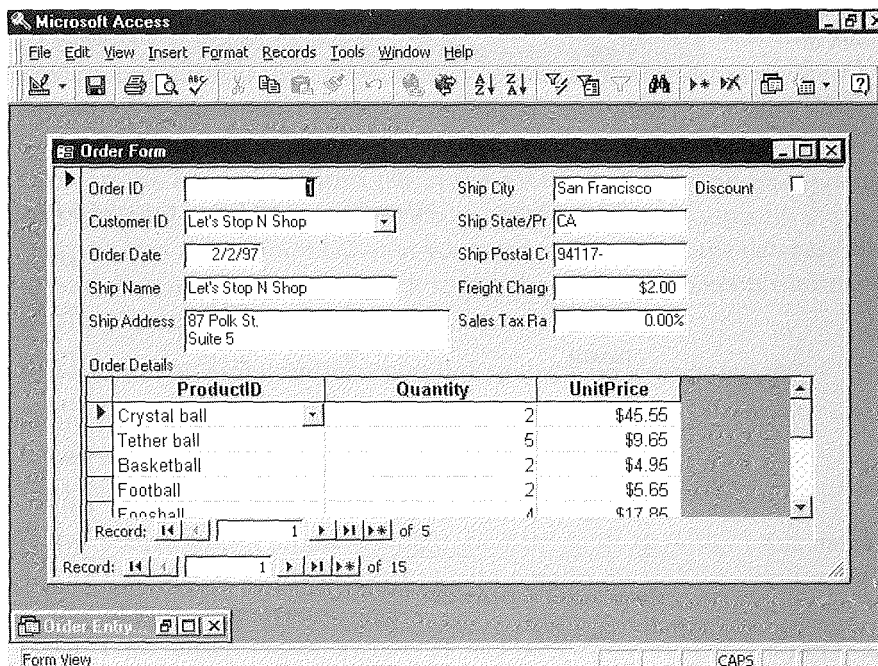 Microsoft Access
File Edit View Insert Format Records Tools Window Help
Order Form
Order ID 1 Ship City San Francisco Discount
Customer ID Let's Stop N Shop Ship State/Pr CA
Order Date 2/2/97 Ship Postal C 94117-
Ship Name Let's Stop N Shop Freight Charg $2.00
Ship Address 87 Polk St. Sales Tax Ra 0.00%
Suite 5
Order Details
ProductID Quantity UnitPrice
Crystal ball 2 $45.55
Tether ball 5 $9.65
Basketball 2 $4.95
Football 2 $5.65
Foosball 4 $17.85
Record: 1 of 5
Record: 1 of 15
Order Entry
Form View CAPS